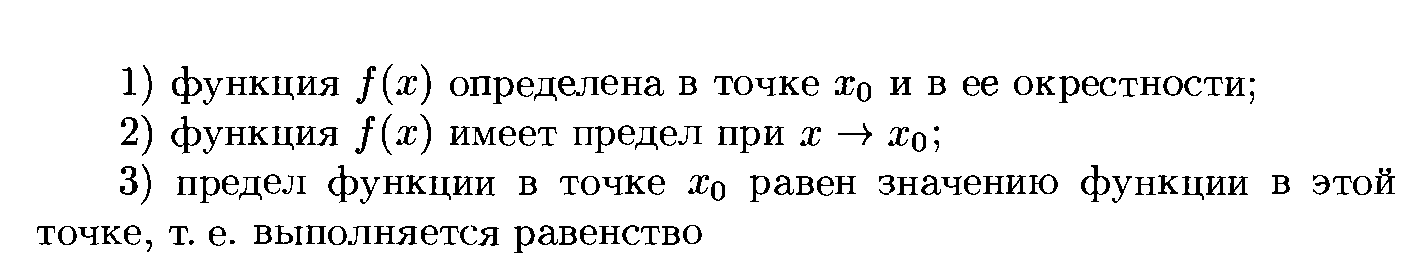 1) функция f(x) определена в точке x₀ и в ее окрестности;
2) функция f(x) имеет предел при x → x₀;
3) предел функции в точке x₀ равен значению функции в этой
точке, т. е. выполняется равенство